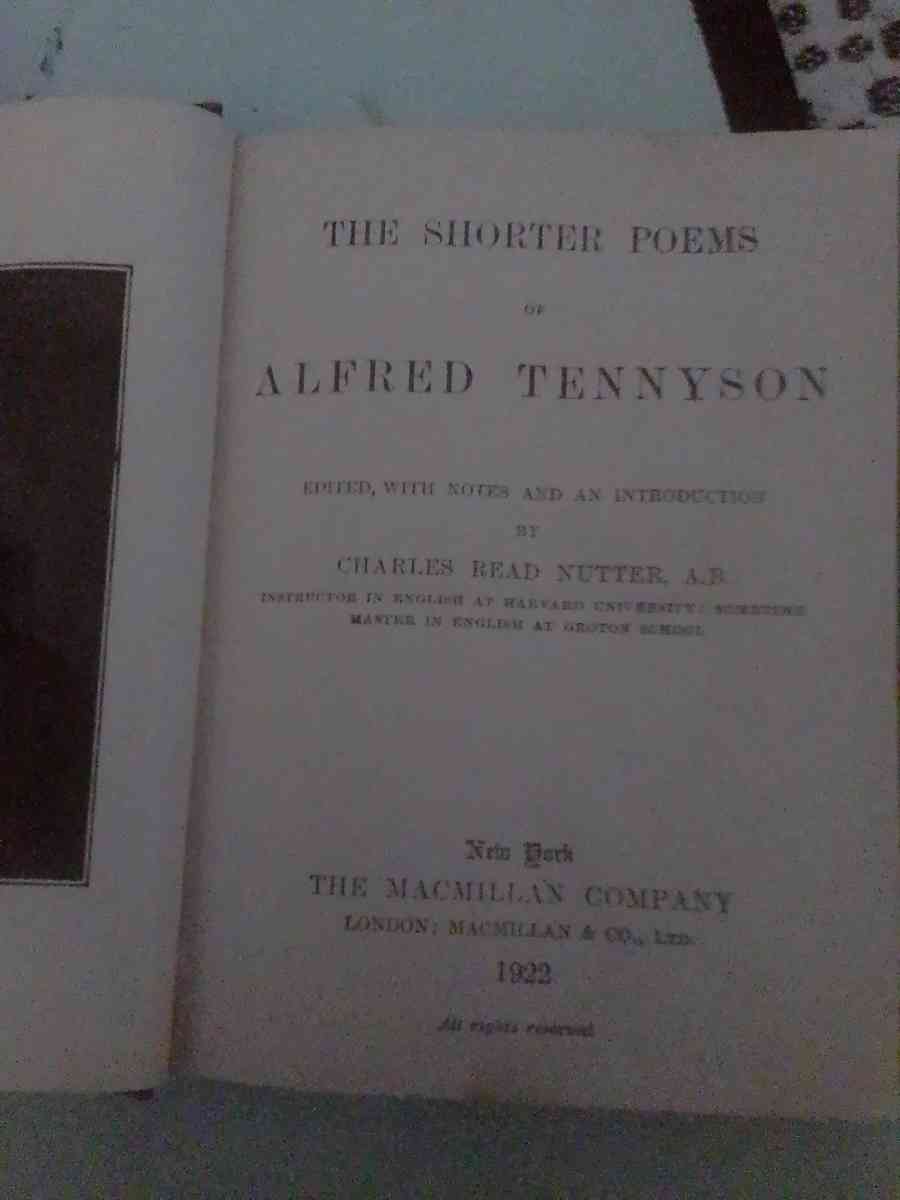 THE SHORTER POEMS
OF
ALFRED TENNYSON
EDITED, WITH NOTES AND AN INTRODUCTION
BY
CHARLES READ NUTTER, A.B.
INSTRUCTOR IN ENGLISH AT HARVARD UNIVERSITY; SOMETIME
MASTER IN ENGLISH AT GROTON SCHOOL
New York
THE MACMILLAN COMPANY
LONDON: MACMILLAN & CO., LTD.
1922
All rights reserved